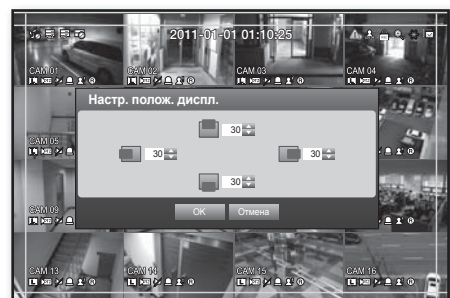 2011-01-01 01:10:25
CAM 01
CAM 02
CAM 03
CAM 04
Настр. полож. диспл.
30
CAM 05
30
30
30
CAM 09
OK Отмена
CAM 13
CAM 14
CAM 15
CAM 16